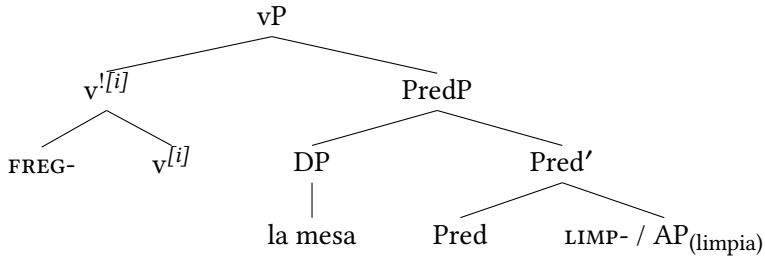 vP
v![i] PredP
FREG- v[i] DP Pred′
la mesa Pred LIMP- / AP(limpia)